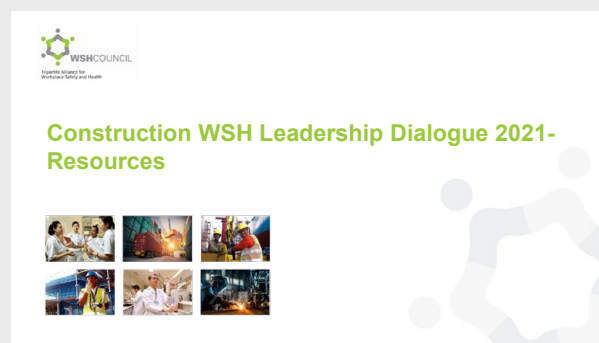 WSHCOUNCIL
Tripartite Alliance for
Workplace Safety and Health
Construction WSH Leadership Dialogue 2021-
Resources